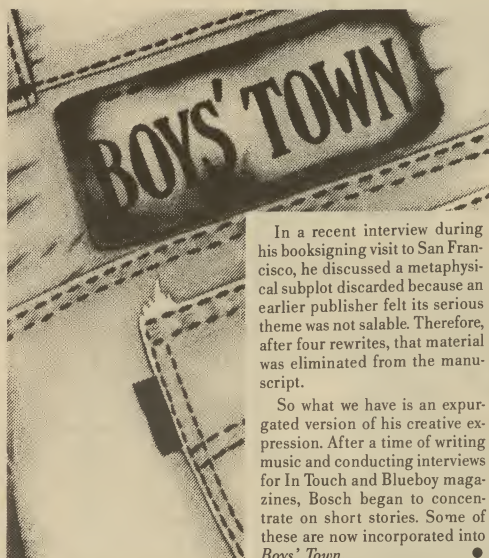 BOYS' TOWN
In a recent interview during
his booksigning visit to San Fran-
cisco, he discussed a metaphysi-
cal subplot discarded because an
earlier publisher felt its serious
theme was not salable. Therefore,
after four rewrites, that material
was eliminated from the manu-
script.
So what we have is an expur-
gated version of his creative ex-
pression. After a time of writing
music and conducting interviews
for In Touch and Blueboy maga-
zines, Bosch began to concen-
trate on short stories. Some of
these are now incorporated into
Boys' Town